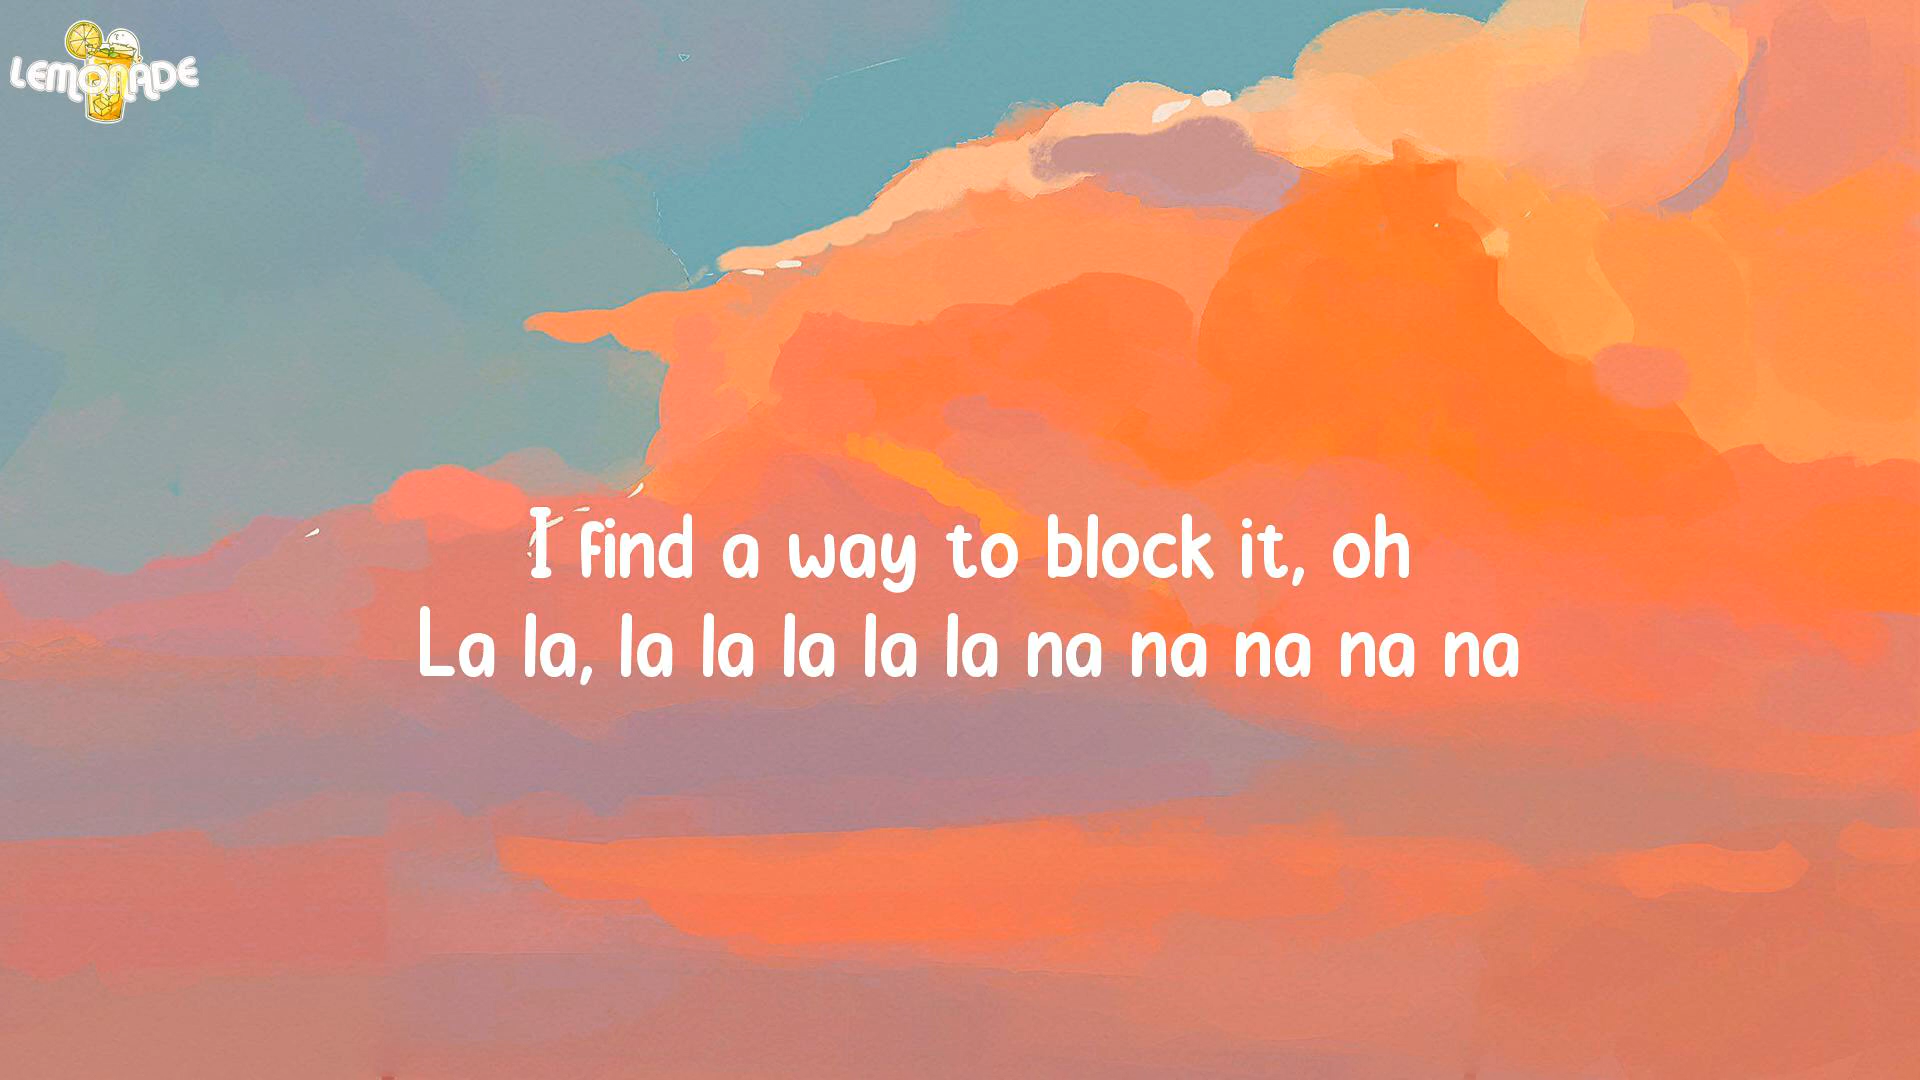 LEMONADE
I find a way to block it, oh
La la, la la la la la na na na na na